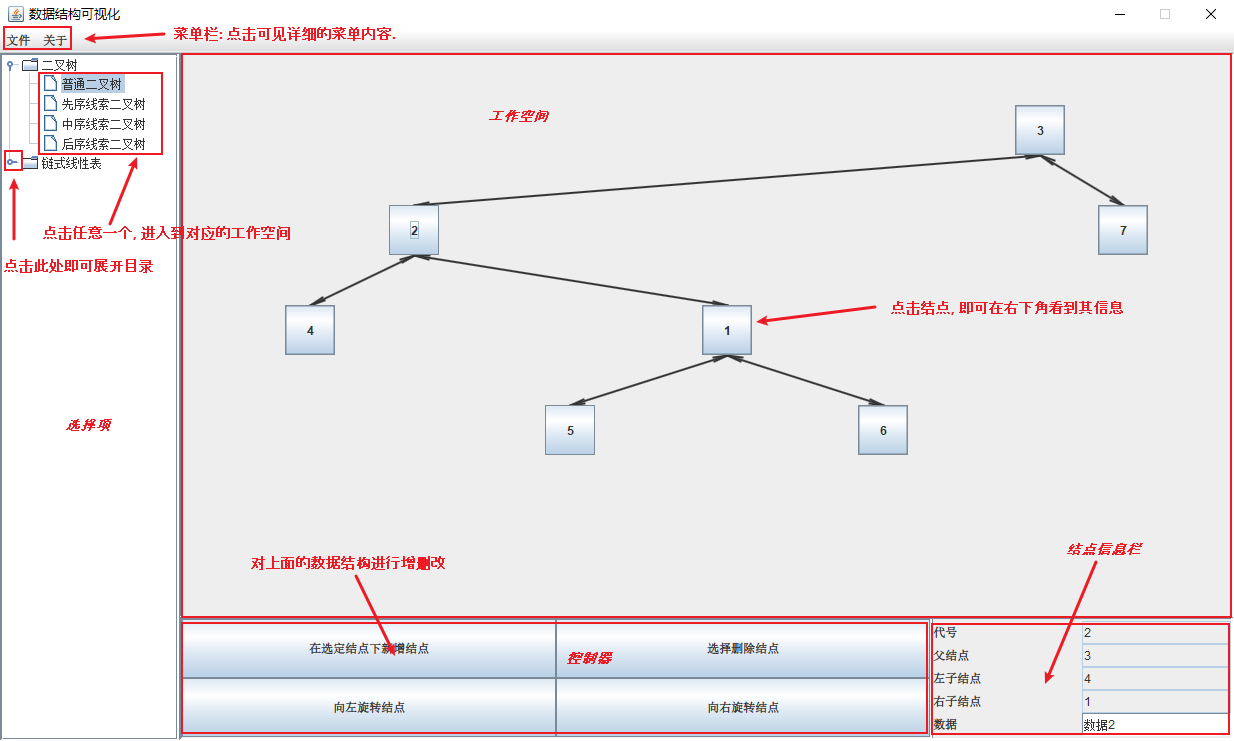 数据结构可视化
文件 关于
菜单栏: 点击可见详细的菜单内容.
二叉树
普通二叉树
先序线索二叉树
中序线索二叉树
后序线索二叉树
链式线性表
点击任意一个, 进入到对应的工作空间
点击此处即可展开目录
选择项
工作空间
3
2
7
4
1
点击结点, 即可在右下角看到其信息
5
6
对上面的数据结构进行增删改
结点信息栏
在选定结点下新增结点
选择删除结点
控制器
向左旋转结点
向右旋转结点
代号 2
父结点 3
左子结点 4
右子结点 1
数据 数据2